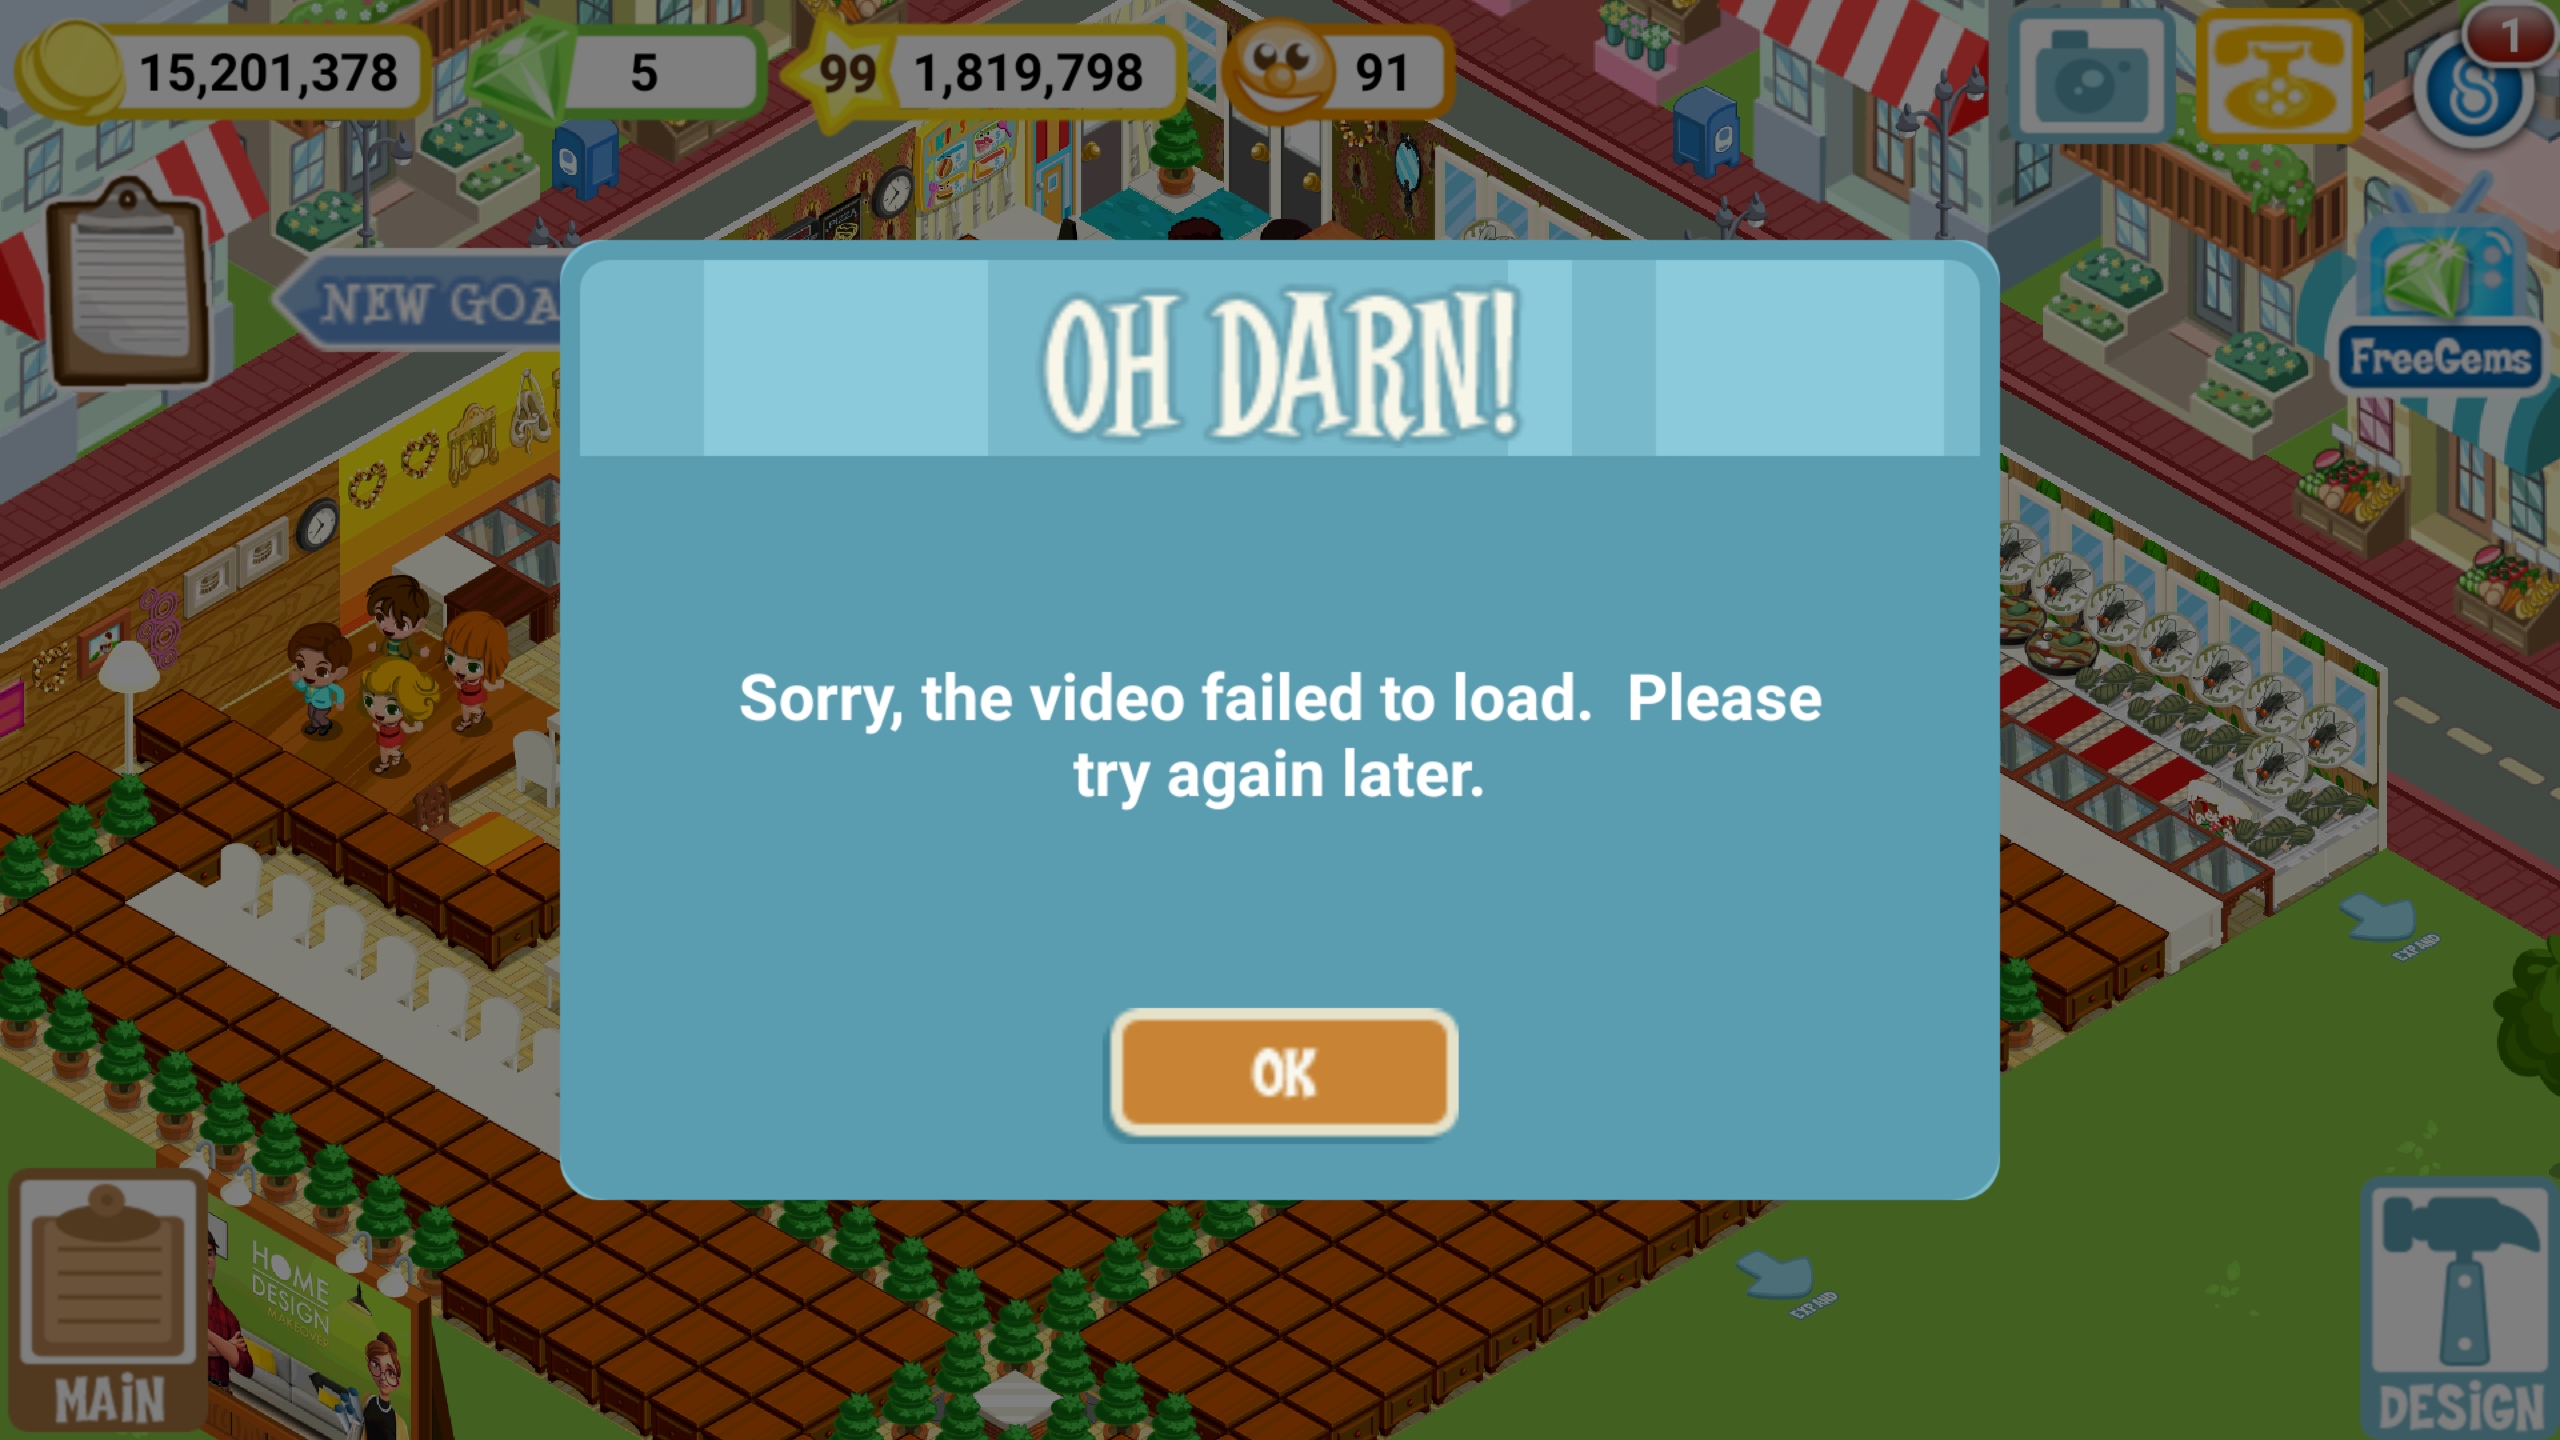 15,201,378
5
99
1,819,798
91
1
NEW GOA
FreeGems
OH DARN!
Sorry, the video failed to load.  Please
try again later.
OK
EXPAND
EXPAND
HOME
DESIGN
MAKEOVER
MAIN
DESIGN